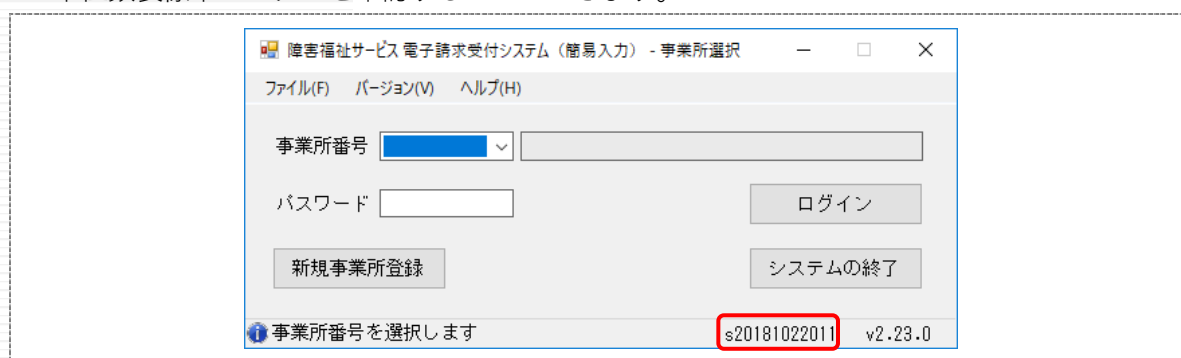 障害福祉サービス 電子請求受付システム（簡易入力） - 事業所選択
ファイル(F) バージョン(V) ヘルプ(H)
事業所番号
パスワード
ログイン
新規事業所登録
システムの終了
事業所番号を選択します
s20181022011 v2.23.0